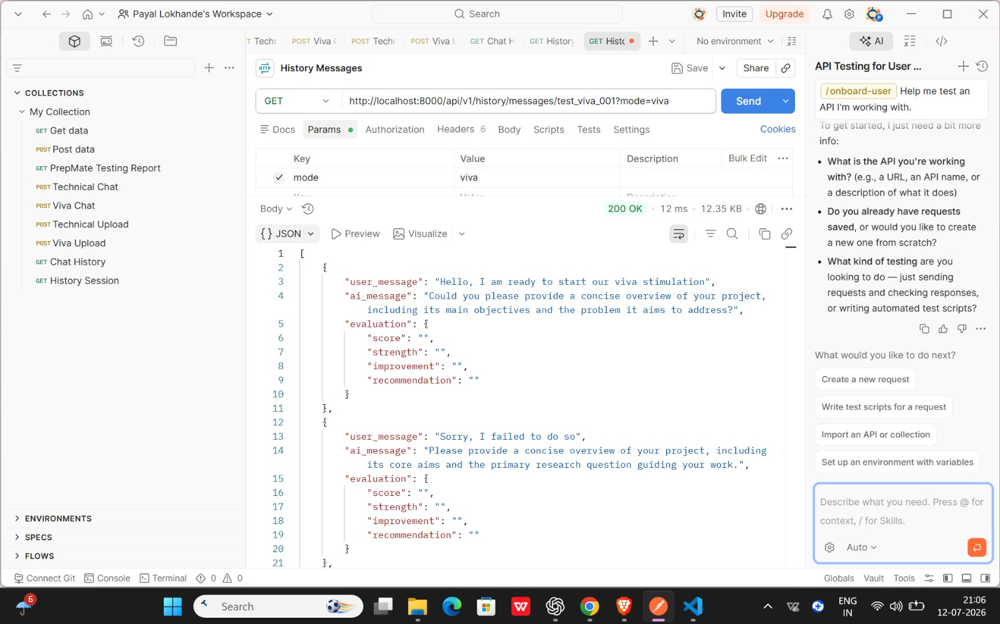 Payal Lokhande's Workspace
Search
Invite
Upgrade
Techr
POST Viva
POST Techr
POST Viva
GET Chat H
GET History
GET Histo
No environment
AI
COLLECTIONS
My Collection
GET Get data
POST Post data
GET PrepMate Testing Report
POST Technical Chat
POST Viva Chat
POST Technical Upload
POST Viva Upload
GET Chat History
GET History Session
ENVIRONMENTS
SPECS
FLOWS
HTTP History Messages
Save
Share
GET
http://localhost:8000/api/v1/history/messages/test_viva_001?mode=viva
Send
Docs
Params
Authorization
Headers 6
Body
Scripts
Tests
Settings
Cookies
Key
Value
Description
Bulk Edit
mode
viva
Body
200 OK
12 ms
12.35 KB
{} JSON
Preview
Visualize
1 [
2 {
3 "user_message": "Hello, I am ready to start our viva stimulation",
4 "ai_message": "Could you please provide a concise overview of your project,
including its main objectives and the problem it aims to address?",
5 "evaluation": {
6 "score": "",
7 "strength": "",
8 "improvement": "",
9 "recommendation": ""
10 }
11 },
12 {
13 "user_message": "Sorry, I failed to do so",
14 "ai_message": "Please provide a concise overview of your project, including
its core aims and the primary research question guiding your work.",
15 "evaluation": {
16 "score": "",
17 "strength": "",
18 "improvement": "",
19 "recommendation": ""
20 }
21 },
API Testing for User ...
/onboard-user Help me test an
API I'm working with.
To get started, I just need a bit more
info:
• What is the API you're working
with? (e.g., a URL, an API name, or
a description of what it does)
• Do you already have requests
saved, or would you like to create
a new one from scratch?
• What kind of testing are you
looking to do — just sending
requests and checking responses,
or writing automated test scripts?
What would you like to do next?
Create a new request
Write test scripts for a request
Import an API or collection
Set up an environment with variables
Describe what you need. Press @ for
context, / for Skills.
Auto
Connect Git
Console
Terminal
0
0
Globals
Vault
Tools
6
Search
ENG
IN
21:06
12-07-2026